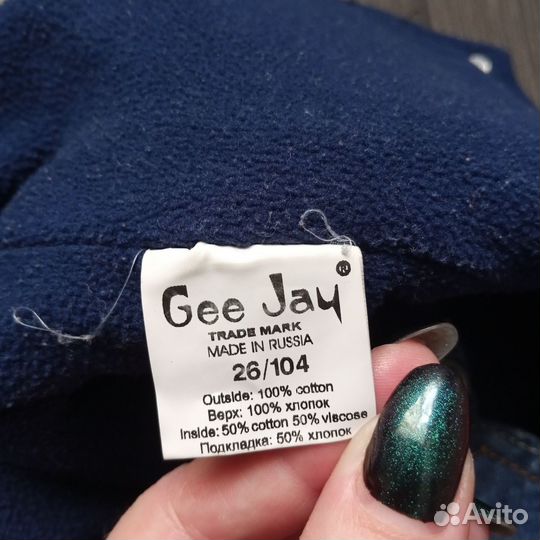 Gee Jay ®
TRADE MARK
MADE IN RUSSIA
26/104
Outside: 100% cotton
Верх: 100% хлопок
Inside: 50% cotton 50% viscose
Подкладка: 50% хлопок
Avito